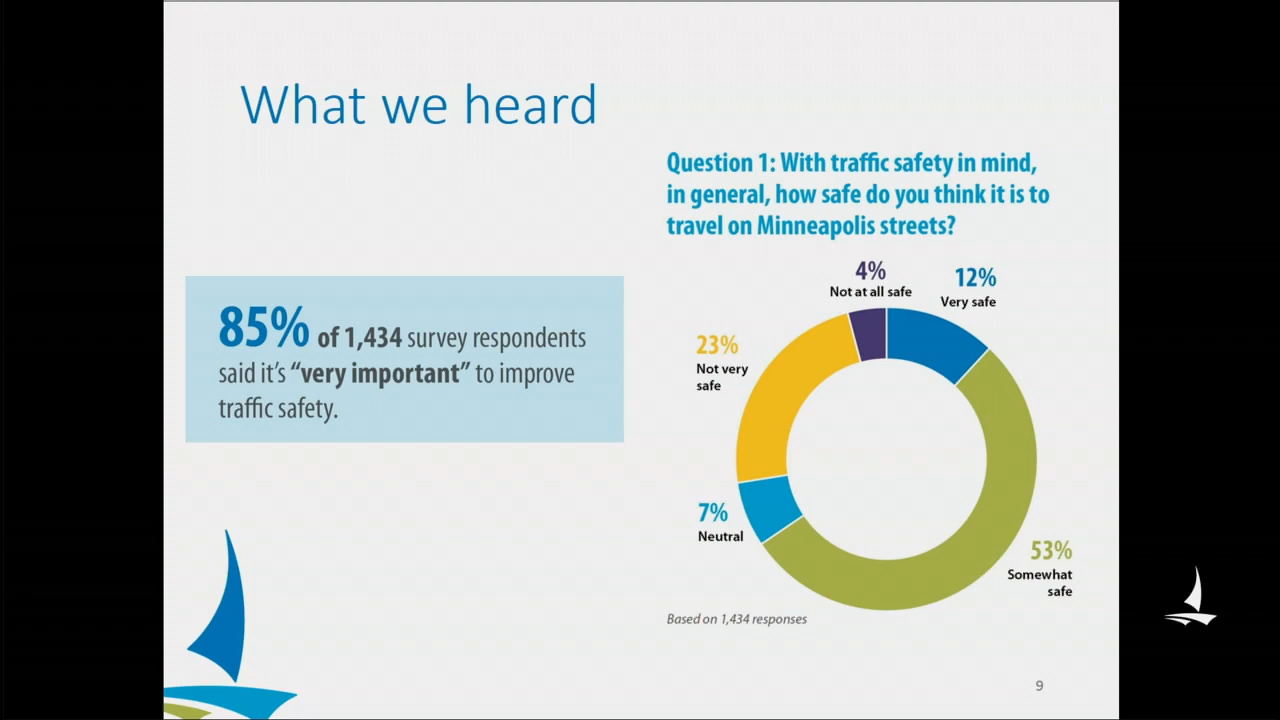 What we heard
Question 1: With traffic safety in mind,
in general, how safe do you think it is to
travel on Minneapolis streets?
85% of 1,434 survey respondents
said it's “very important” to improve
traffic safety.
4%
Not at all safe
12%
Very safe
23%
Not very
safe
7%
Neutral
53%
Somewhat
safe
Based on 1,434 responses
9